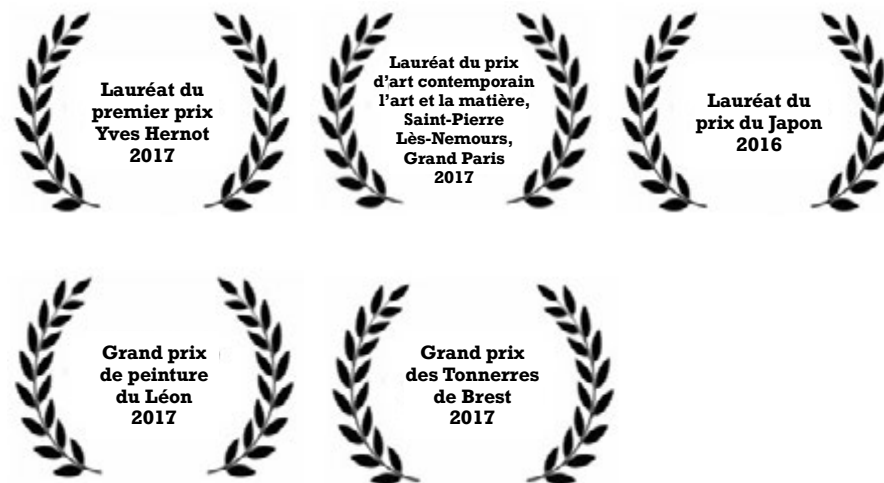 Lauréat du
premier prix
Yves Hernot
2017
Lauréat du prix
d'art contemporain
l'art et la matière,
Saint-Pierre
Lès-Nemours,
Grand Paris
2017
Lauréat du
prix du Japon
2016
Grand prix
de peinture
du Léon
2017
Grand prix
des Tonnerres
de Brest
2017